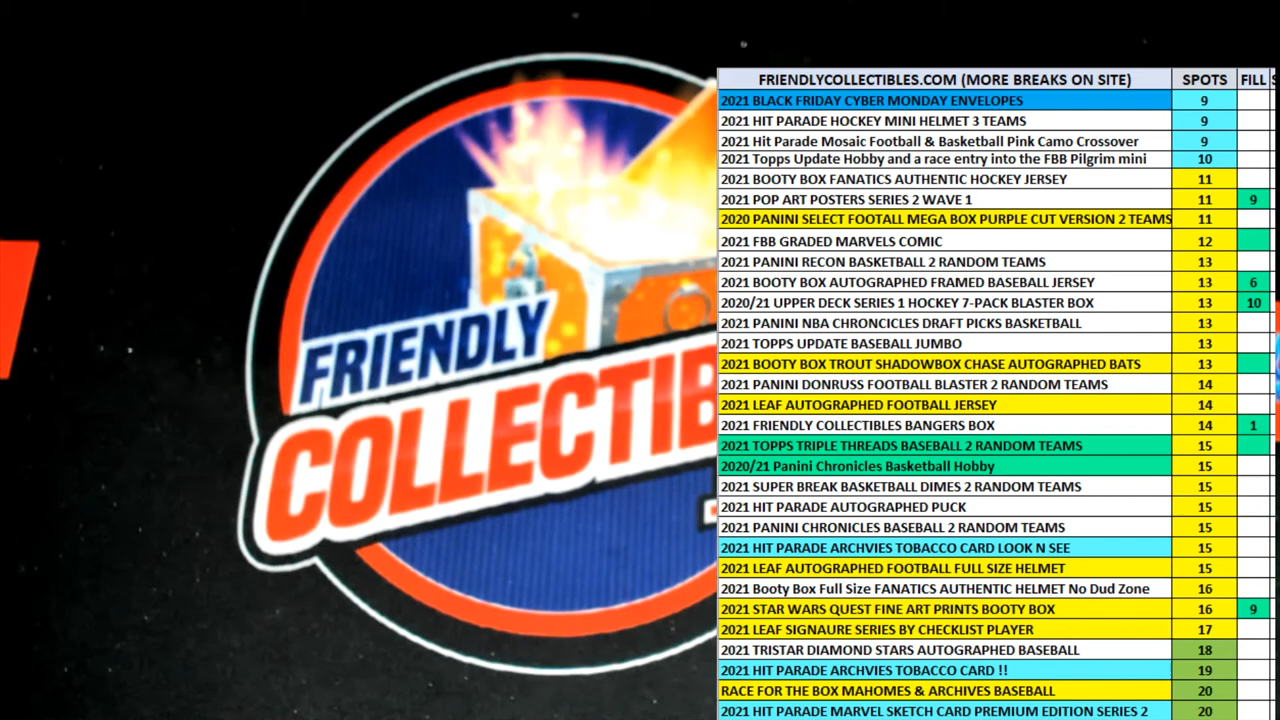 FRIENDLY
COLLECTIB
FRIENDLYCOLLECTIBLES.COM (MORE BREAKS ON SITE) SPOTS FILL S
2021 BLACK FRIDAY CYBER MONDAY ENVELOPES 9
2021 HIT PARADE HOCKEY MINI HELMET 3 TEAMS 9
2021 Hit Parade Mosaic Football & Basketball Pink Camo Crossover 9
2021 Topps Update Hobby and a race entry into the FBB Pilgrim mini 10
2021 BOOTY BOX FANATICS AUTHENTIC HOCKEY JERSEY 11
2021 POP ART POSTERS SERIES 2 WAVE 1 11 9
2020 PANINI SELECT FOOTALL MEGA BOX PURPLE CUT VERSION 2 TEAMS 11
2021 FBB GRADED MARVELS COMIC 12
2021 PANINI RECON BASKETBALL 2 RANDOM TEAMS 13
2021 BOOTY BOX AUTOGRAPHED FRAMED BASEBALL JERSEY 13 6
2020/21 UPPER DECK SERIES 1 HOCKEY 7-PACK BLASTER BOX 13 10
2021 PANINI NBA CHRONCICLES DRAFT PICKS BASKETBALL 13
2021 TOPPS UPDATE BASEBALL JUMBO 13
2021 BOOTY BOX TROUT SHADOWBOX CHASE AUTOGRAPHED BATS 13
2021 PANINI DONRUSS FOOTBALL BLASTER 2 RANDOM TEAMS 14
2021 LEAF AUTOGRAPHED FOOTBALL JERSEY 14
2021 FRIENDLY COLLECTIBLES BANGERS BOX 14 1
2021 TOPPS TRIPLE THREADS BASEBALL 2 RANDOM TEAMS 15
2020/21 Panini Chronicles Basketball Hobby 15
2021 SUPER BREAK BASKETBALL DIMES 2 RANDOM TEAMS 15
2021 HIT PARADE AUTOGRAPHED PUCK 15
2021 PANINI CHRONICLES BASEBALL 2 RANDOM TEAMS 15
2021 HIT PARADE ARCHVIES TOBACCO CARD LOOK N SEE 15
2021 LEAF AUTOGRAPHED FOOTBALL FULL SIZE HELMET 15
2021 Booty Box Full Size FANATICS AUTHENTIC HELMET No Dud Zone 16
2021 STAR WARS QUEST FINE ART PRINTS BOOTY BOX 16 9
2021 LEAF SIGNAURE SERIES BY CHECKLIST PLAYER 17
2021 TRISTAR DIAMOND STARS AUTOGRAPHED BASEBALL 18
2021 HIT PARADE ARCHVIES TOBACCO CARD !! 19
RACE FOR THE BOX MAHOMES & ARCHIVES BASEBALL 20
2021 HIT PARADE MARVEL SKETCH CARD PREMIUM EDITION SERIES 2 20